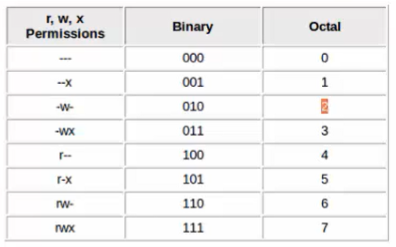 r, w, x Permissions Binary Octal
--- 000 0
--x 001 1
-w- 010 2
-wx 011 3
r-- 100 4
r-x 101 5
rw- 110 6
rwx 111 7